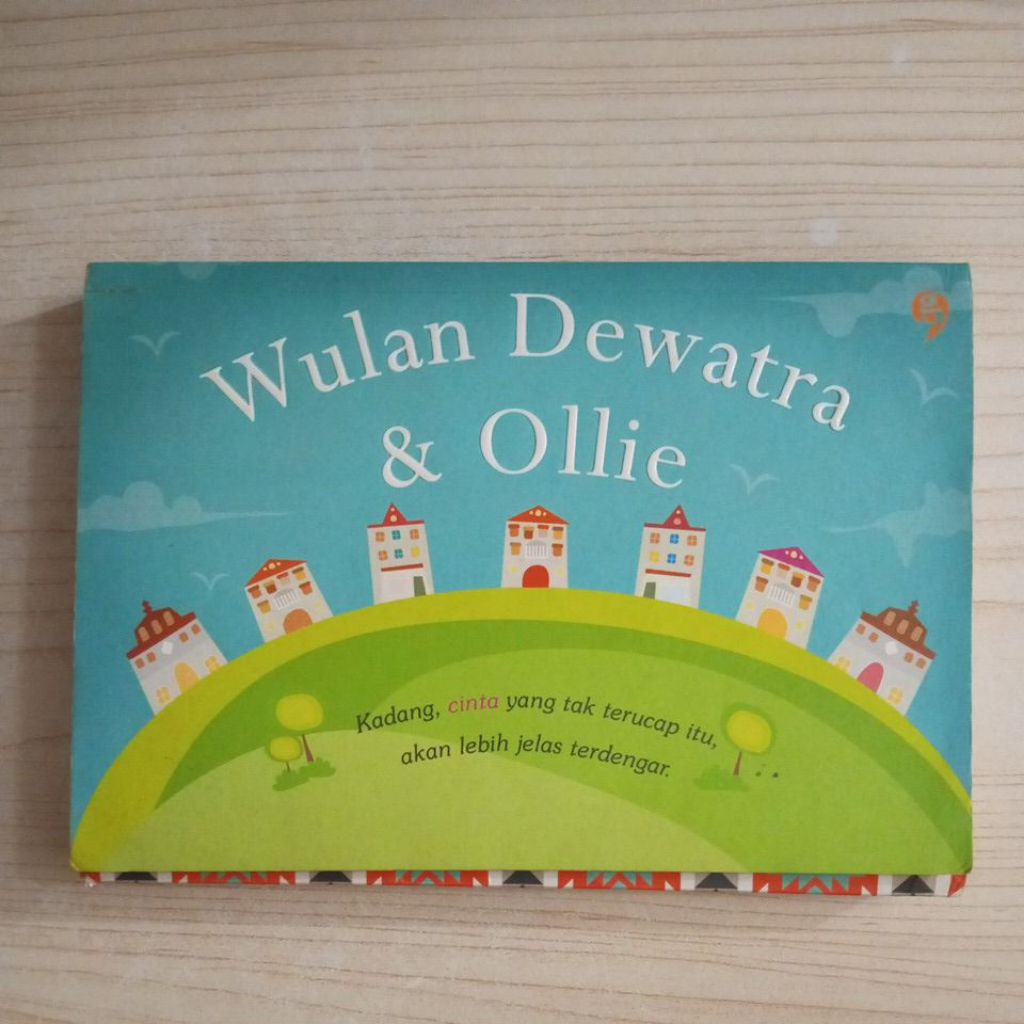 Wulan Dewatra
& Ollie
Kadang, cinta yang tak terucap itu,
akan lebih jelas terdengar.